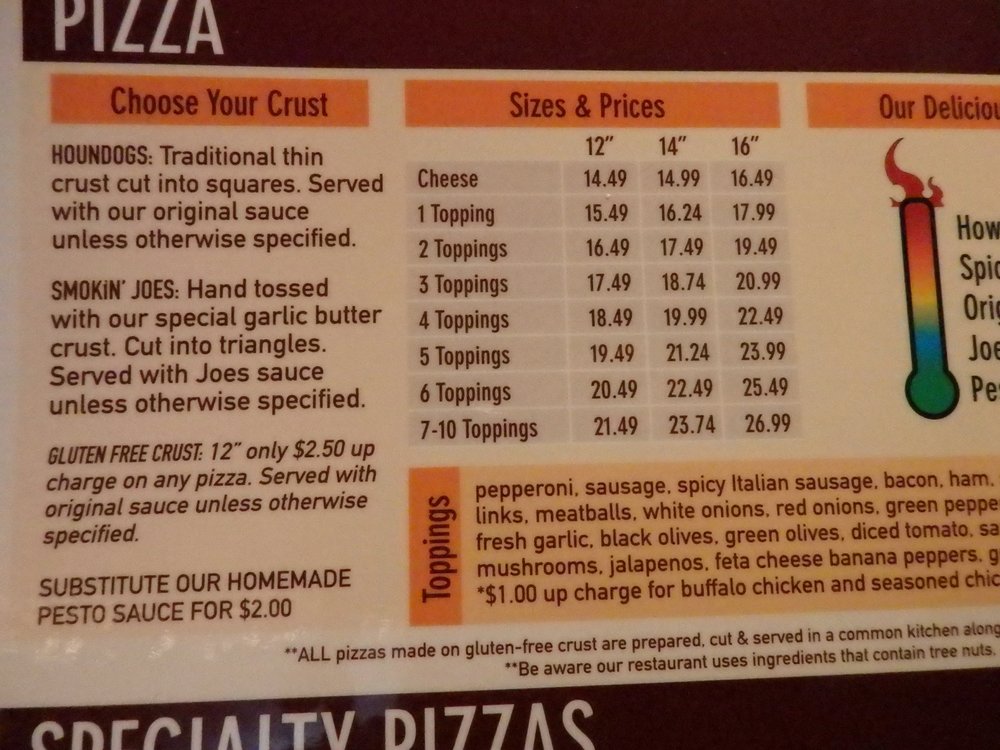 PIZZA
Choose Your Crust
HOUNDOGS: Traditional thin
crust cut into squares. Served
with our original sauce
unless otherwise specified.
SMOKiN' JOES: Hand tossed
with our special garlic butter
crust. Cut into triangles.
Served with Joes sauce
unless otherwise specified.
GLUTEN FREE CRUST: 12" only $2.50 up
charge on any pizza. Served with
original sauce unless otherwise
specified.
SUBSTITUTE OUR HOMEMADE
PESTO SAUCE FOR $2.00
Sizes & Prices
12" 14" 16"
Cheese 14.49 14.99 16.49
1 Topping 15.49 16.24 17.99
2 Toppings 16.49 17.49 19.49
3 Toppings 17.49 18.74 20.99
4 Toppings 18.49 19.99 22.49
5 Toppings 19.49 21.24 23.99
6 Toppings 20.49 22.49 25.49
7-10 Toppings 21.49 23.74 26.99
Our Deliciou
How
Spic
Orig
Joe
Pe
Toppings
pepperoni, sausage, spicy Italian sausage, bacon, ham,
links, meatballs, white onions, red onions, green peppe
fresh garlic, black olives, green olives, diced tomato, sa
mushrooms, jalapenos, feta cheese banana peppers, g
*$1.00 up charge for buffalo chicken and seasoned chic
**ALL pizzas made on gluten-free crust are prepared, cut & served in a common kitchen along
**Be aware our restaurant uses ingredients that contain tree nuts.
SPECIALTY PIZZAS